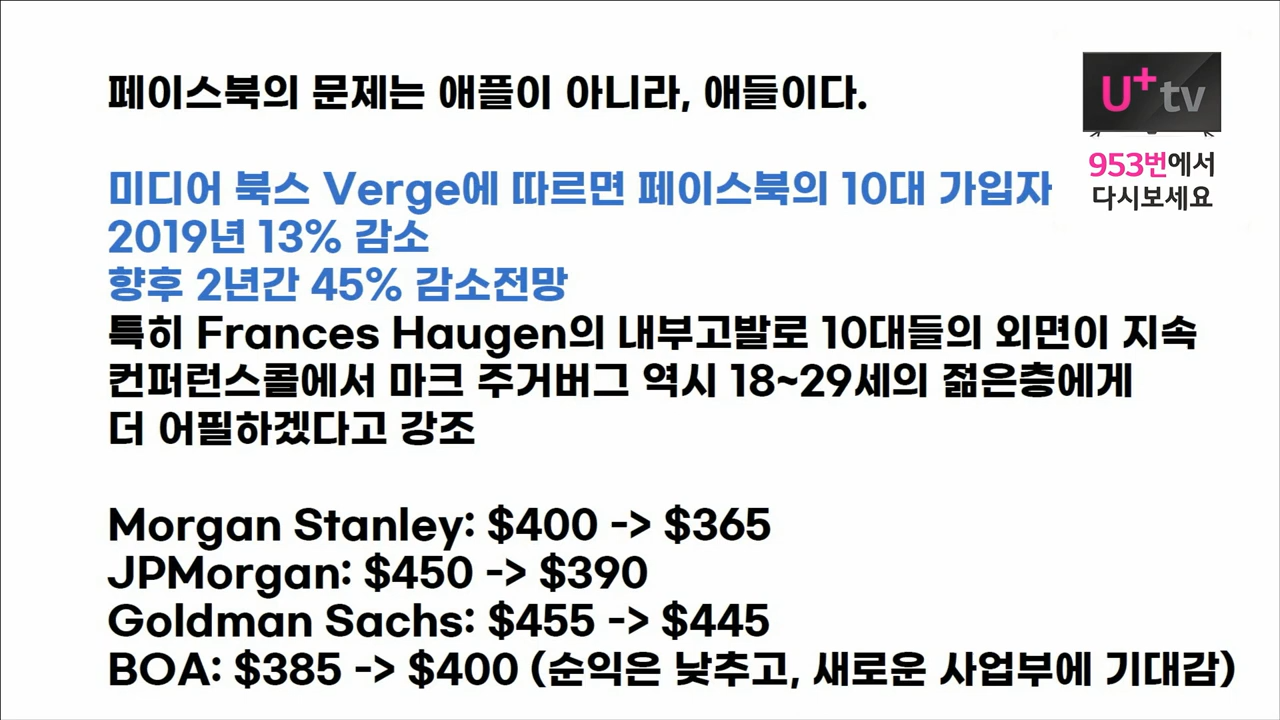 페이스북의 문제는 애플이 아니라, 애들이다.
U+ tv
953번에서
다시보세요
미디어 북스 Verge에 따르면 페이스북의 10대 가입자
2019년 13% 감소
향후 2년간 45% 감소전망
특히 Frances Haugen의 내부고발로 10대들의 외면이 지속
컨퍼런스콜에서 마크 주거버그 역시 18~29세의 젊은층에게
더 어필하겠다고 강조
Morgan Stanley: $400 -> $365
JPMorgan: $450 -> $390
Goldman Sachs: $455 -> $445
BOA: $385 -> $400 (순익은 낮추고, 새로운 사업부에 기대감)